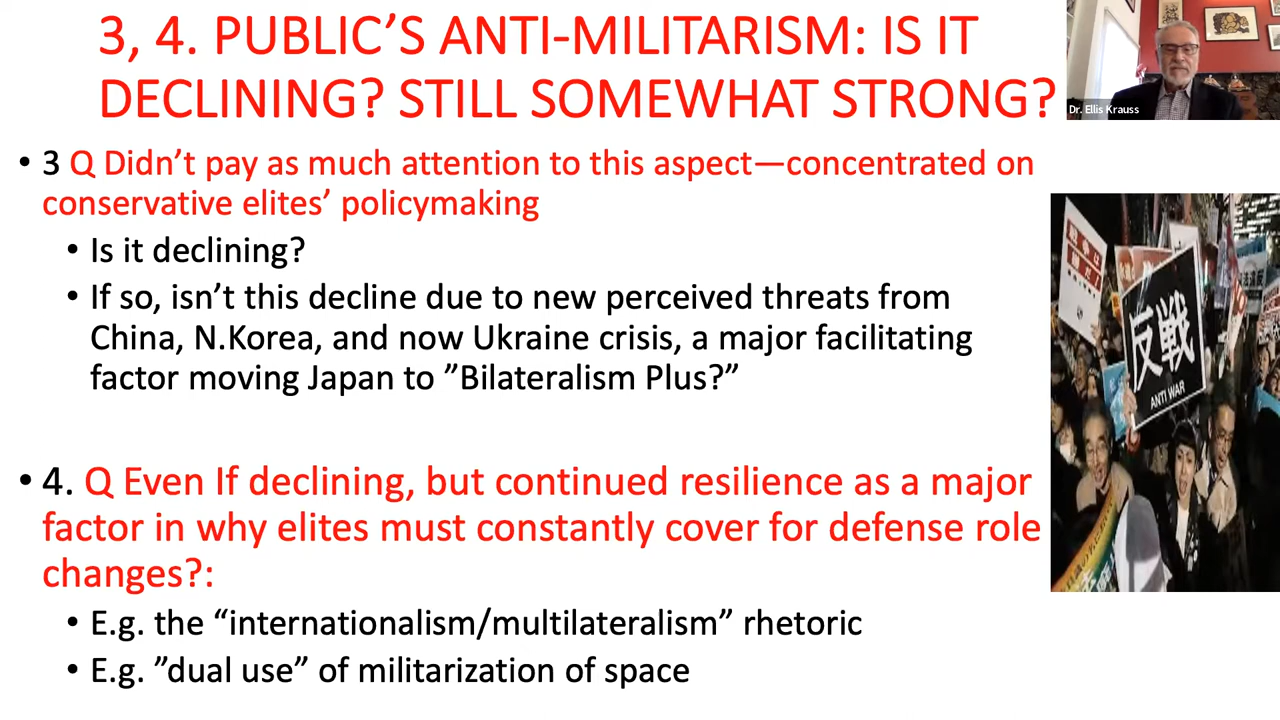 3, 4. PUBLIC’S ANTI-MILITARISM: IS IT
DECLINING? STILL SOMEWHAT STRONG?
Dr. Ellis Krauss
• 3 Q Didn’t pay as much attention to this aspect—concentrated on
conservative elites’ policymaking
• Is it declining?
• If so, isn’t this decline due to new perceived threats from
China, N.Korea, and now Ukraine crisis, a major facilitating
factor moving Japan to ”Bilateralism Plus?”
反戦
ANTI WAR
• 4. Q Even If declining, but continued resilience as a major
factor in why elites must constantly cover for defense role
changes?:
• E.g. the “internationalism/multilateralism” rhetoric
• E.g. ”dual use” of militarization of space